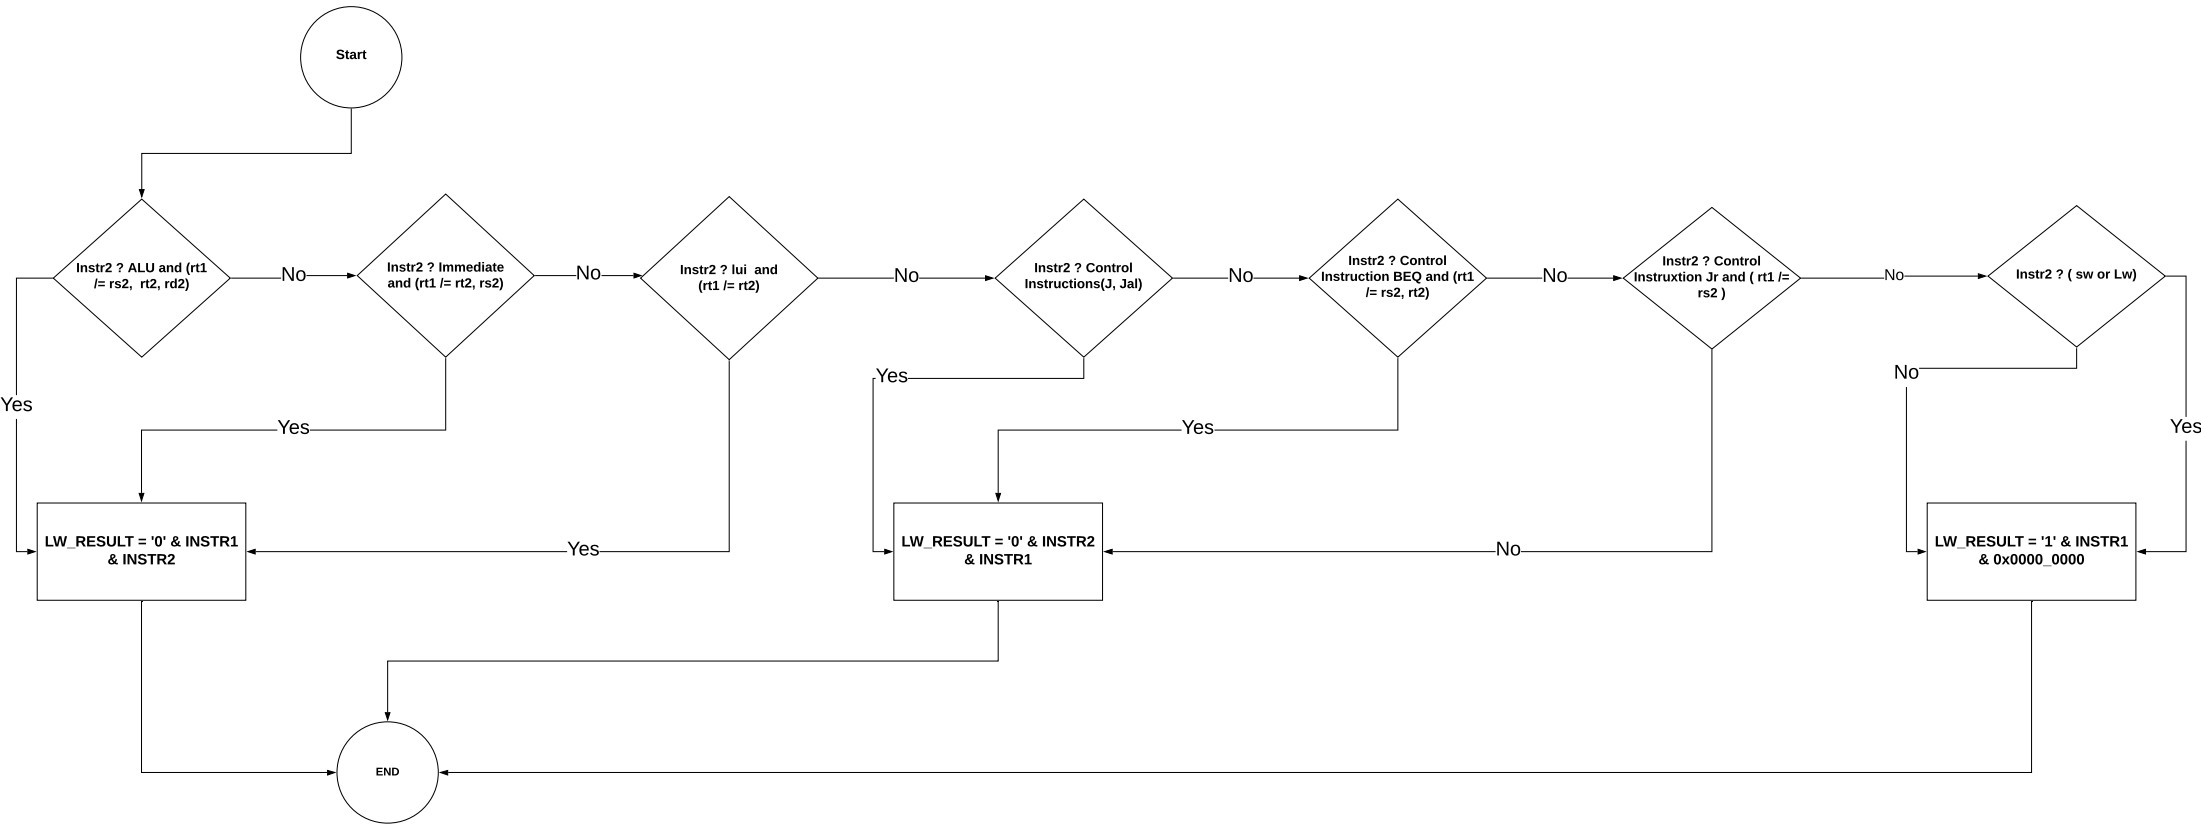 Start
Instr2 ? ALU and (rt1
/= rs2,  rt2, rd2)
No
Instr2 ? Immediate
and (rt1 /= rt2, rs2)
No
Instr2 ? lui  and
(rt1 /= rt2)
No
Instr2 ? Control
Instructions(J, Jal)
No
Instr2 ? Control
Instruction BEQ and (rt1
/= rs2, rt2)
No
Instr2 ? Control
Instruxtion Jr and ( rt1 /=
rs2 )
No
Instr2 ? ( sw or Lw)
Yes
Yes
Yes
Yes
Yes
No
No
Yes
LW_RESULT = '0' & INSTR1
& INSTR2
LW_RESULT = '0' & INSTR2
& INSTR1
LW_RESULT = '1' & INSTR1
& 0x0000_0000
END